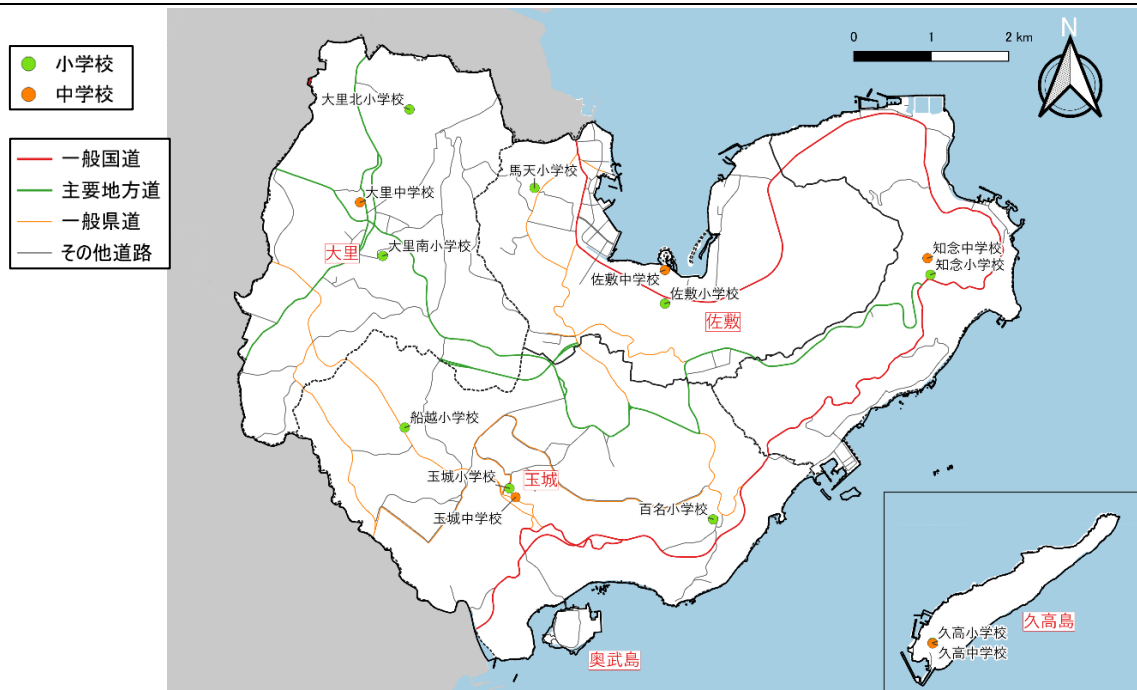 小学校
中学校
一般国道
主要地方道
一般県道
その他道路
0 1 2 km
N
大里北小学校
馬天小学校
大里中学校
大里南小学校
大里
知念中学校
知念小学校
佐敷中学校
佐敷小学校
佐敷
船越小学校
玉城小学校
玉城
玉城中学校
百名小学校
奥武島
久高小学校
久高中学校
久高島